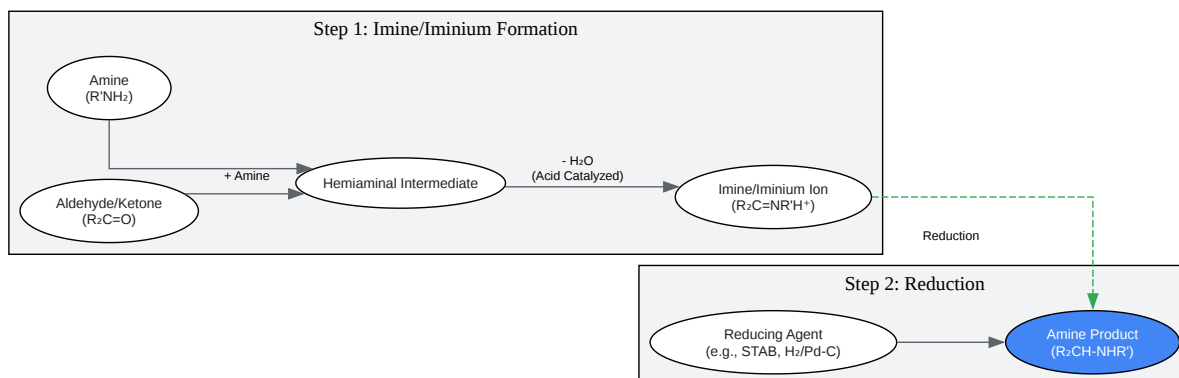 Step 1: Imine/Iminium Formation
Amine
(R'NH₂)
+ Amine
Aldehyde/Ketone
(R₂C=O)
Hemiaminal Intermediate
- H₂O
(Acid Catalyzed)
Imine/Iminium Ion
(R₂C=NR'H⁺)
Reduction
Step 2: Reduction
Reducing Agent
(e.g., STAB, H₂/Pd-C)
Amine Product
(R₂CH-NHR')